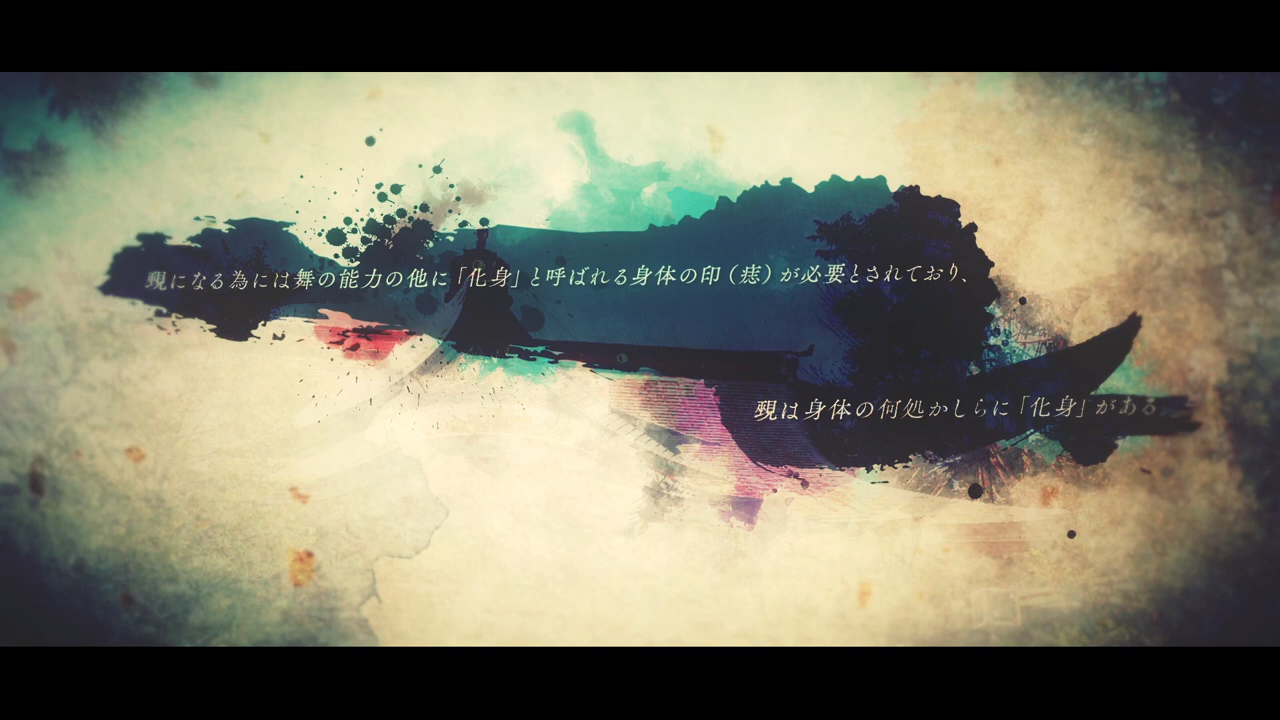 覡になる為には舞の能力の他に「化身」と呼ばれる身体の印（痣）が必要とされており、
覡は身体の何処かしらに「化身」がある。